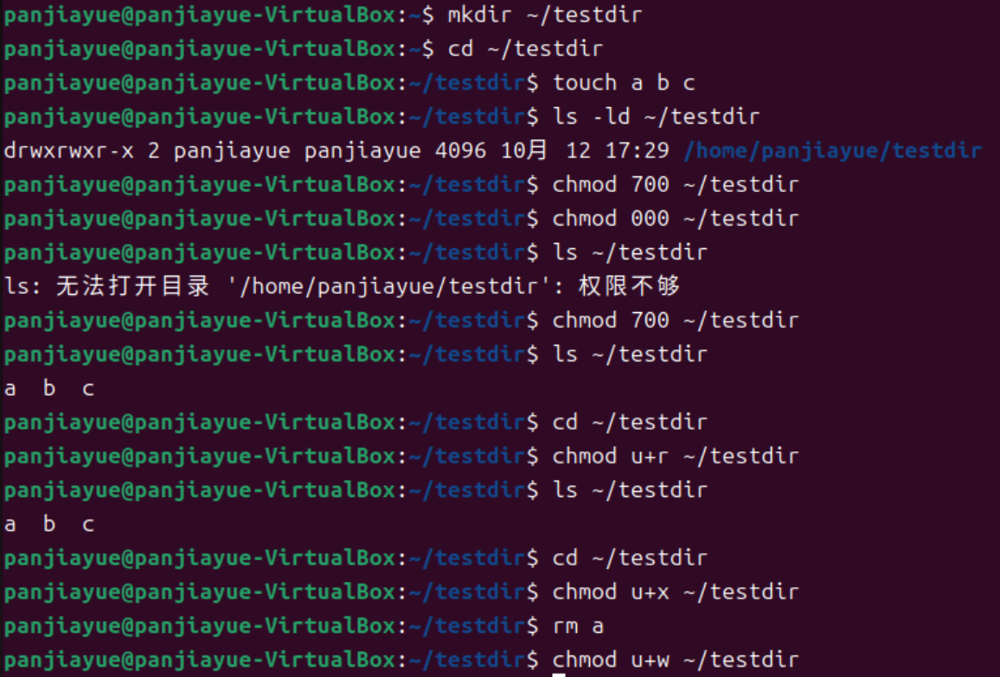 panjiayue@panjiayue-VirtualBox:~$ mkdir ~/testdir
panjiayue@panjiayue-VirtualBox:~$ cd ~/testdir
panjiayue@panjiayue-VirtualBox:~/testdir$ touch a b c
panjiayue@panjiayue-VirtualBox:~/testdir$ ls -ld ~/testdir
drwxrwxr-x 2 panjiayue panjiayue 4096 10月 12 17:29 /home/panjiayue/testdir
panjiayue@panjiayue-VirtualBox:~/testdir$ chmod 700 ~/testdir
panjiayue@panjiayue-VirtualBox:~/testdir$ chmod 000 ~/testdir
panjiayue@panjiayue-VirtualBox:~/testdir$ ls ~/testdir
ls: 无法打开目录 '/home/panjiayue/testdir': 权限不够
panjiayue@panjiayue-VirtualBox:~/testdir$ chmod 700 ~/testdir
panjiayue@panjiayue-VirtualBox:~/testdir$ ls ~/testdir
a b c
panjiayue@panjiayue-VirtualBox:~/testdir$ cd ~/testdir
panjiayue@panjiayue-VirtualBox:~/testdir$ chmod u+r ~/testdir
panjiayue@panjiayue-VirtualBox:~/testdir$ ls ~/testdir
a b c
panjiayue@panjiayue-VirtualBox:~/testdir$ cd ~/testdir
panjiayue@panjiayue-VirtualBox:~/testdir$ chmod u+x ~/testdir
panjiayue@panjiayue-VirtualBox:~/testdir$ rm a
panjiayue@panjiayue-VirtualBox:~/testdir$ chmod u+w ~/testdir